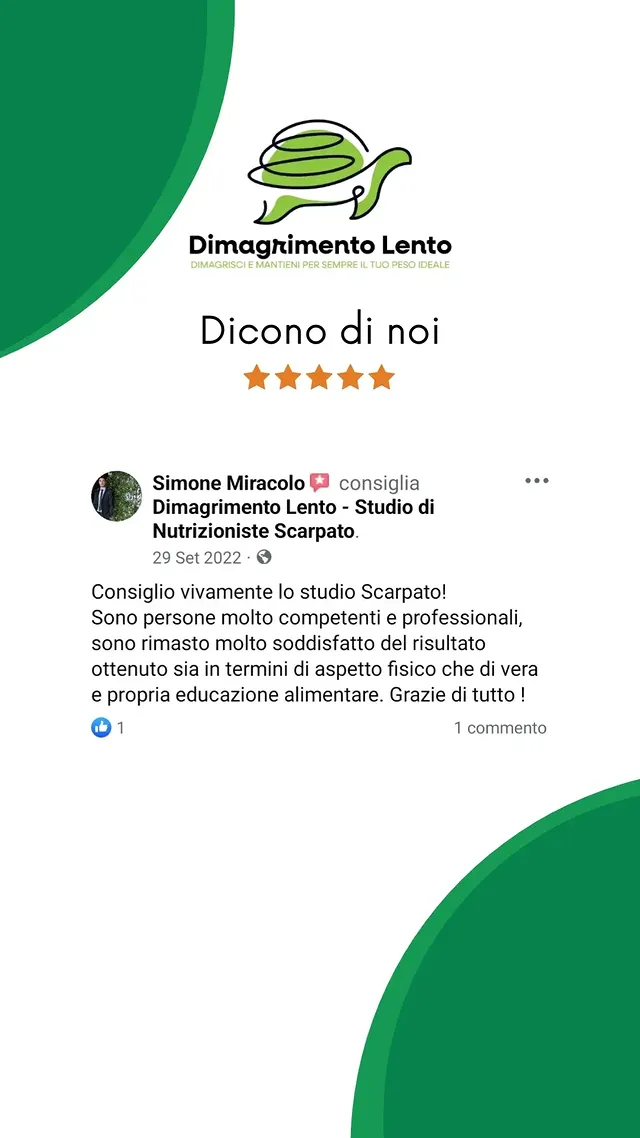 Dimagrimento Lento
DIMAGRISCI E MANTIENI PER SEMPRE IL TUO PESO IDEALE
Dicono di noi
Simone Miracolo consiglia
Dimagrimento Lento - Studio di
Nutrizioniste Scarpato.
29 Set 2022 ·
Consiglio vivamente lo studio Scarpato!
Sono persone molto competenti e professionali,
sono rimasto molto soddisfatto del risultato
ottenuto sia in termini di aspetto fisico che di vera
e propria educazione alimentare. Grazie di tutto !
1
1 commento